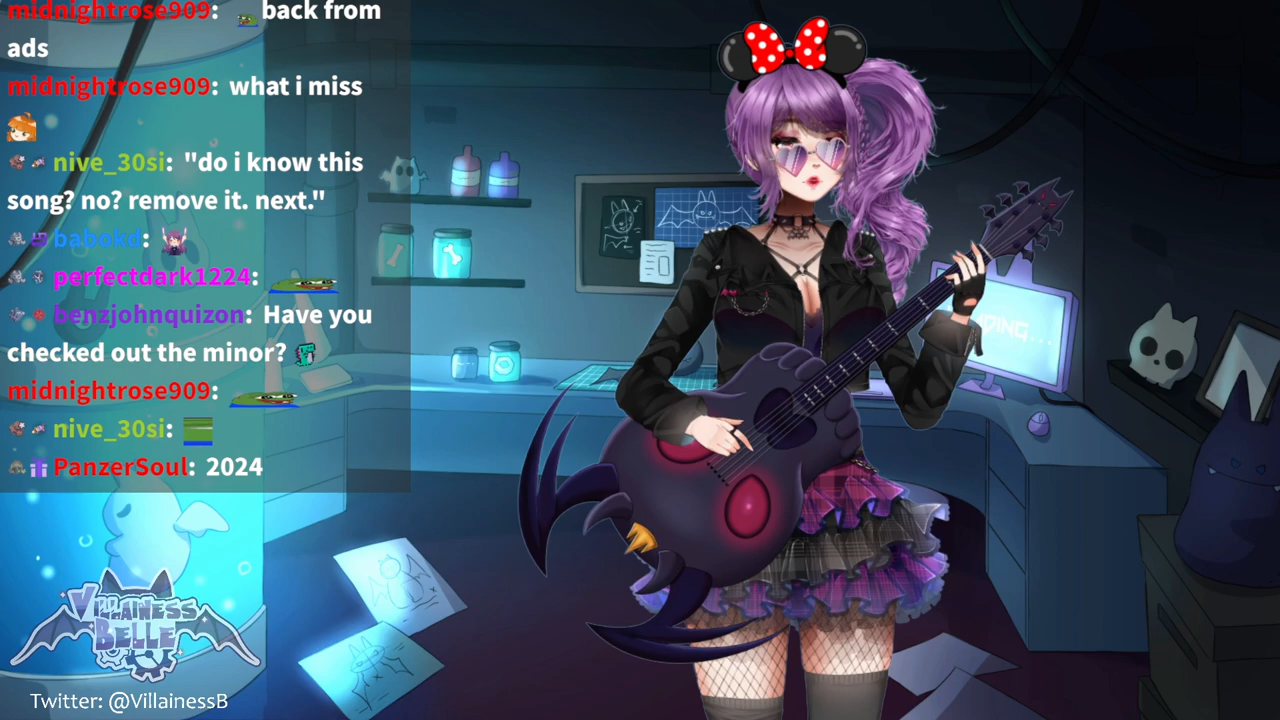 midnightrose909: back from
ads
midnightrose909: what i miss
nive_30si: "do i know this
song? no? remove it. next."
babokd:
perfectdark1224:
benzjohnquizon: Have you
checked out the minor?
midnightrose909:
nive_30si:
PanzerSoul: 2024
DING...
VILLAINESS
BELLE
Twitter: @VillainessB